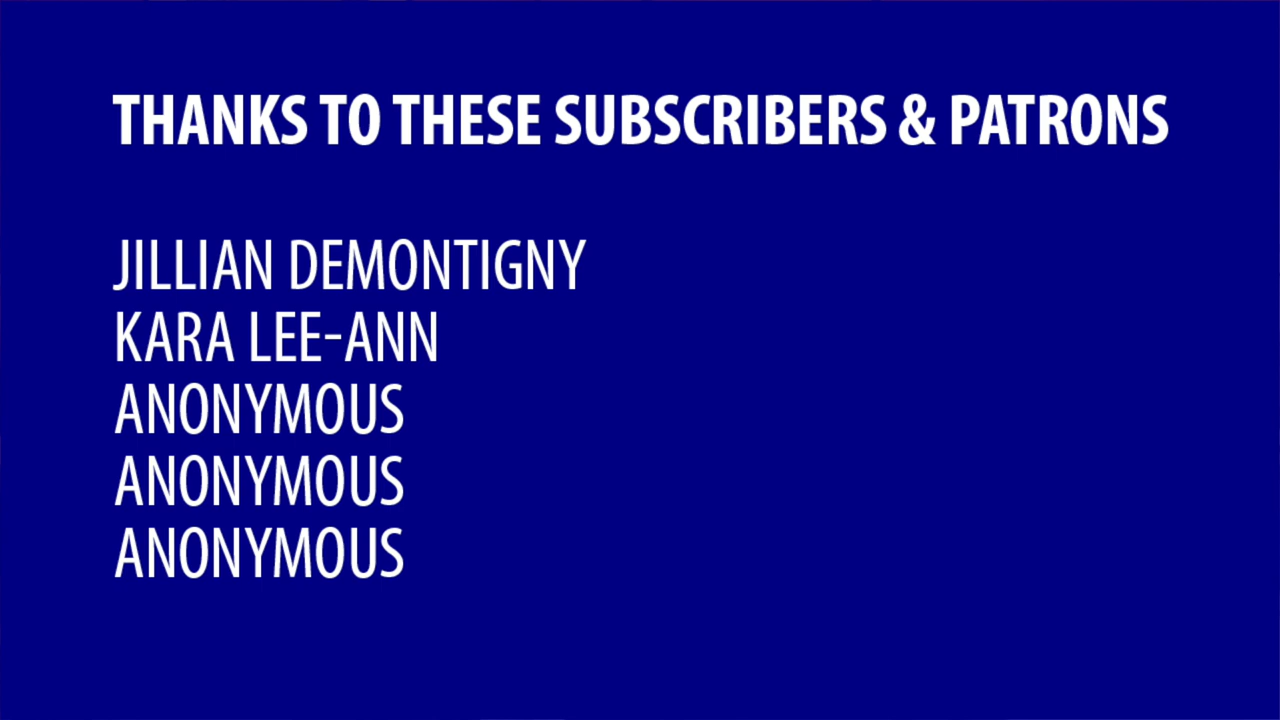 THANKS TO THESE SUBSCRIBERS & PATRONS
JILLIAN DEMONTIGNY
KARA LEE-ANN
ANONYMOUS
ANONYMOUS
ANONYMOUS